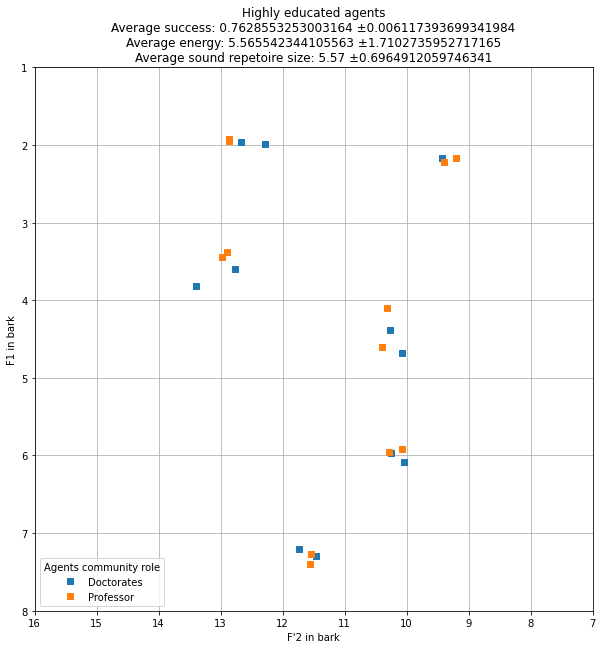 Highly educated agents
Average success: 0.7628553253003164 ±0.006117393699341984
Average energy: 5.565542344105563 ±1.7102735952717165
Average sound repetoire size: 5.57 ±0.6964912059746341
1
2
3
4
5
6
7
8
F1 in bark
Agents community role
Doctorates
Professor
16 15 14 13 12 11 10 9 8 7
F'2 in bark